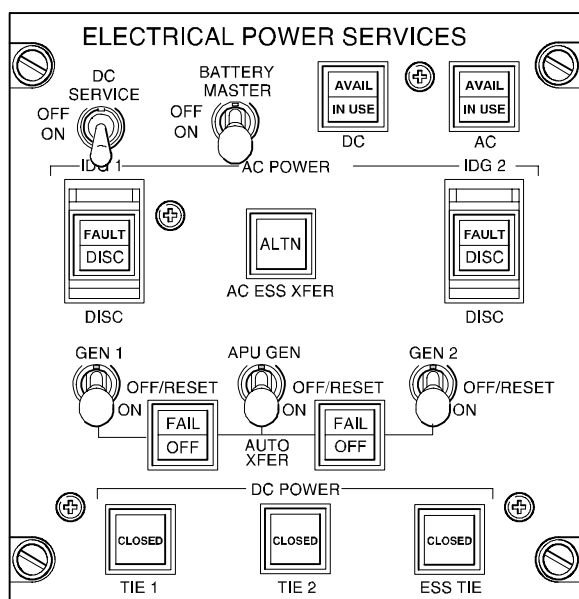 ELECTRICAL POWER SERVICES
DC
SERVICE
OFF
ON
BATTERY
MASTER
OFF
ON
AVAIL
IN USE
DC
AVAIL
IN USE
AC
IDG 1
AC POWER
IDG 2
FAULT
DISC
DISC
ALTN
AC ESS XFER
FAULT
DISC
DISC
GEN 1
OFF/RESET
ON
APU GEN
OFF/RESET
ON
GEN 2
OFF/RESET
ON
FAIL
OFF
AUTO
XFER
FAIL
OFF
DC POWER
CLOSED
TIE 1
CLOSED
TIE 2
CLOSED
ESS TIE